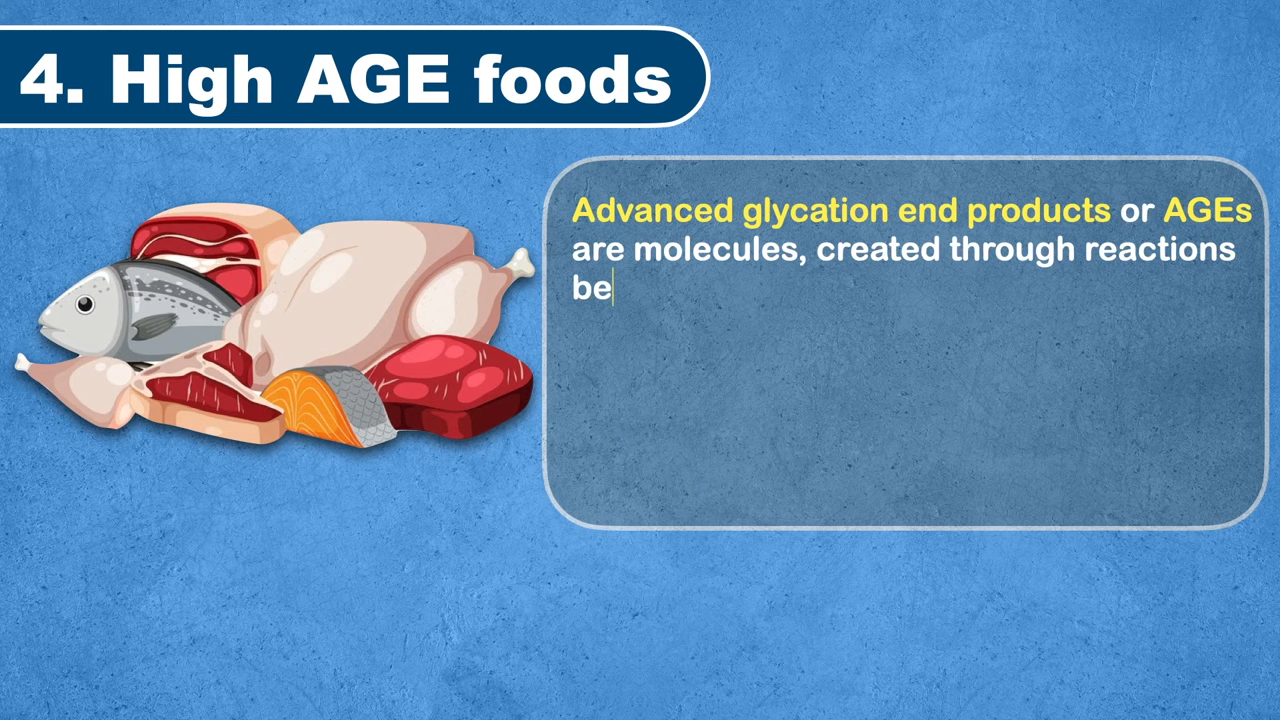 4. High AGE foods
Advanced glycation end products or AGEs
are molecules, created through reactions
be